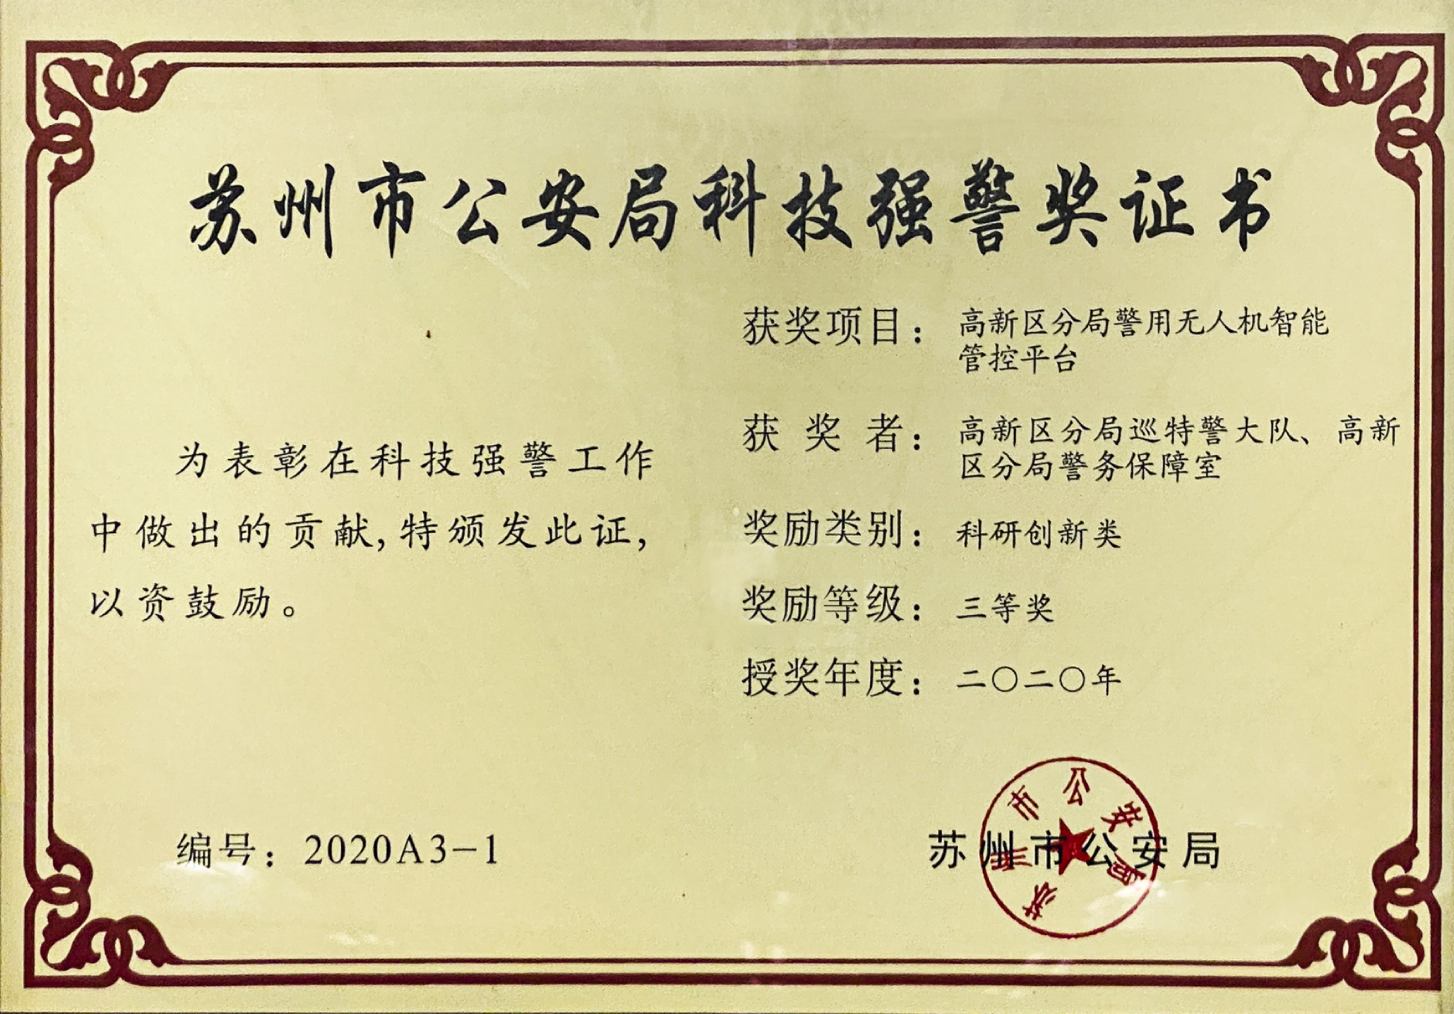 苏州市公安局科技强警奖证书
为表彰在科技强警工作
中做出的贡献,特颁发此证,
以资鼓励。
编号：2020A3-1
获奖项目：高新区分局警用无人机智能
管控平台
获奖者：高新区分局巡特警大队、高新
区分局警务保障室
奖励类别：科研创新类
奖励等级：三等奖
授奖年度：二〇二〇年
苏州市公安局
苏州市公安局